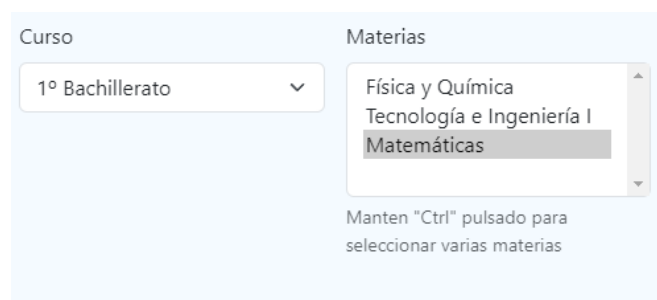 Curso
1º Bachillerato
Materias
Física y Química
Tecnología e Ingeniería I
Matemáticas
Manten "Ctrl" pulsado para
seleccionar varias materias